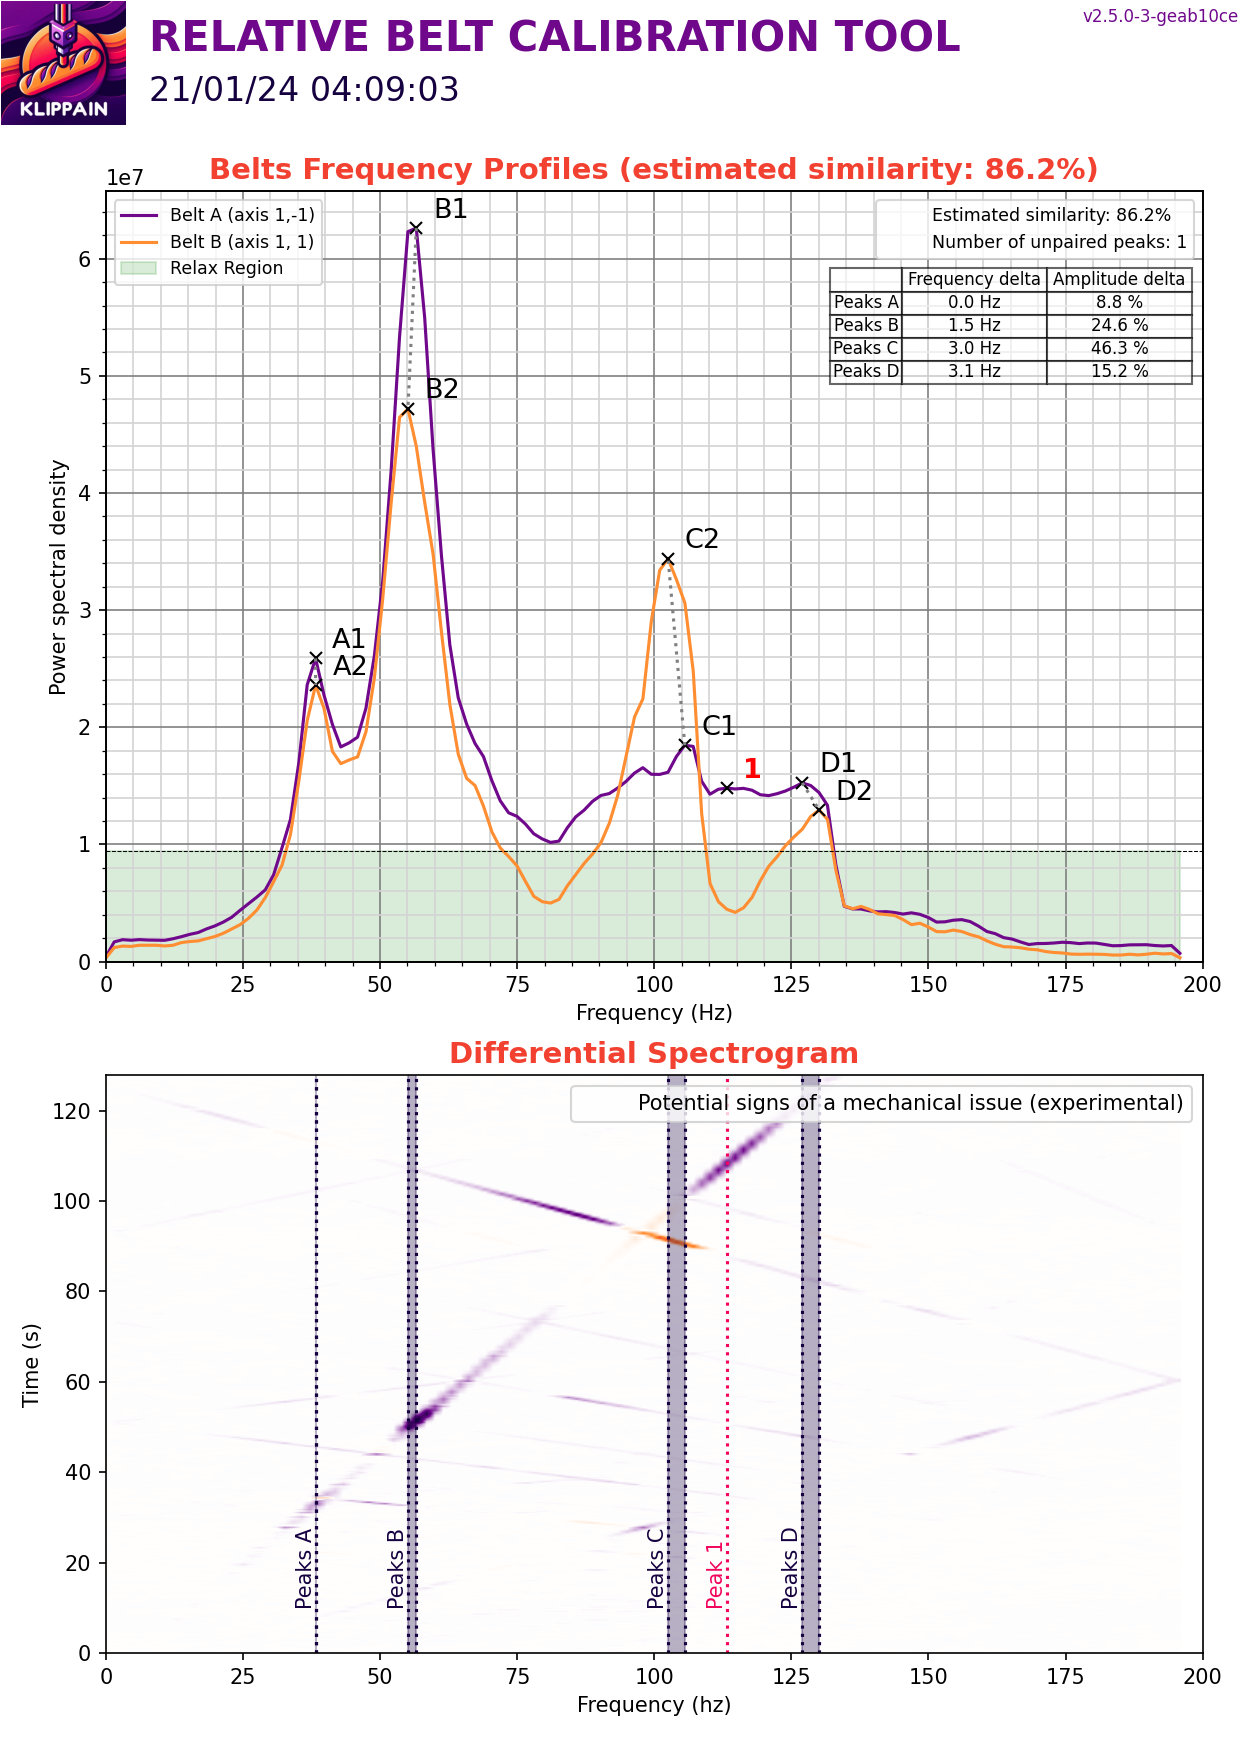 v2.5.0-3-geab10ce
RELATIVE BELT CALIBRATION TOOL
21/01/24 04:09:03
KLIPPAIN
Belts Frequency Profiles (estimated similarity: 86.2%)
1e7
Belt A (axis 1,-1)
Belt B (axis 1, 1)
Relax Region
Estimated similarity: 86.2%
Number of unpaired peaks: 1
Frequency delta Amplitude delta
Peaks A 0.0 Hz 8.8 %
Peaks B 1.5 Hz 24.6 %
Peaks C 3.0 Hz 46.3 %
Peaks D 3.1 Hz 15.2 %
B1
B2
C2
A1
A2
C1
1
D1
D2
Power spectral density
6
5
4
3
2
1
0
0 25 50 75 100 125 150 175 200
Frequency (Hz)
Differential Spectrogram
Potential signs of a mechanical issue (experimental)
Time (s)
120
100
80
60
40
20
0
Peaks A
Peaks B
Peaks C
Peak 1
Peaks D
0 25 50 75 100 125 150 175 200
Frequency (hz)